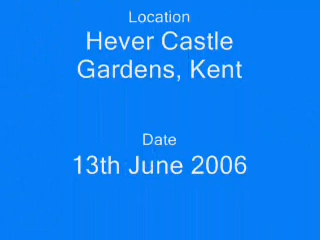 Location
Hever Castle
Gardens, Kent
Date
13th June 2006